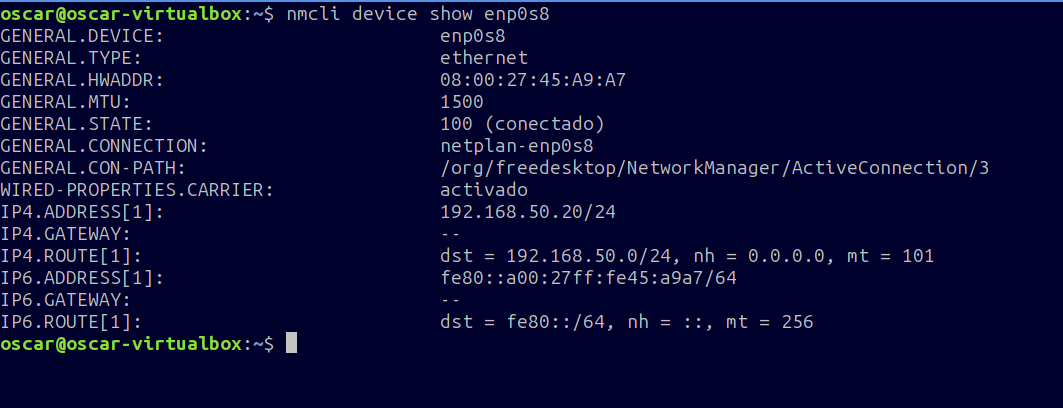 oscar@oscar-virtualbox:~$ nmcli device show enp0s8
GENERAL.DEVICE:                         enp0s8
GENERAL.TYPE:                           ethernet
GENERAL.HWADDR:                         08:00:27:45:A9:A7
GENERAL.MTU:                            1500
GENERAL.STATE:                          100 (conectado)
GENERAL.CONNECTION:                     netplan-enp0s8
GENERAL.CON-PATH:                       /org/freedesktop/NetworkManager/ActiveConnection/3
WIRED-PROPERTIES.CARRIER:               activado
IP4.ADDRESS[1]:                         192.168.50.20/24
IP4.GATEWAY:                            --
IP4.ROUTE[1]:                           dst = 192.168.50.0/24, nh = 0.0.0.0, mt = 101
IP6.ADDRESS[1]:                         fe80::a00:27ff:fe45:a9a7/64
IP6.GATEWAY:                            --
IP6.ROUTE[1]:                           dst = fe80::/64, nh = ::, mt = 256
oscar@oscar-virtualbox:~$